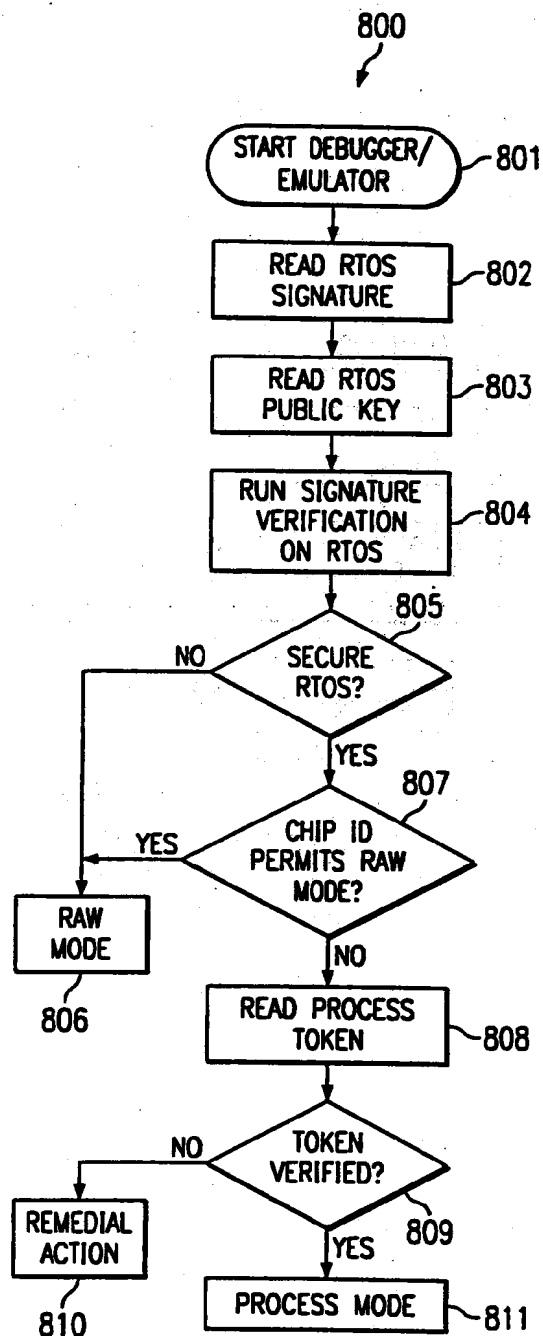 800
START DEBUGGER/
EMULATOR
801
READ RTOS
SIGNATURE
802
READ RTOS
PUBLIC KEY
803
RUN SIGNATURE
VERIFICATION
ON RTOS
804
805
NO
SECURE
RTOS?
YES
807
YES
CHIP ID
PERMITS RAW
MODE?
RAW
MODE
806
NO
READ PROCESS
TOKEN
808
NO
TOKEN
VERIFIED?
809
REMEDIAL
ACTION
810
YES
PROCESS MODE
811